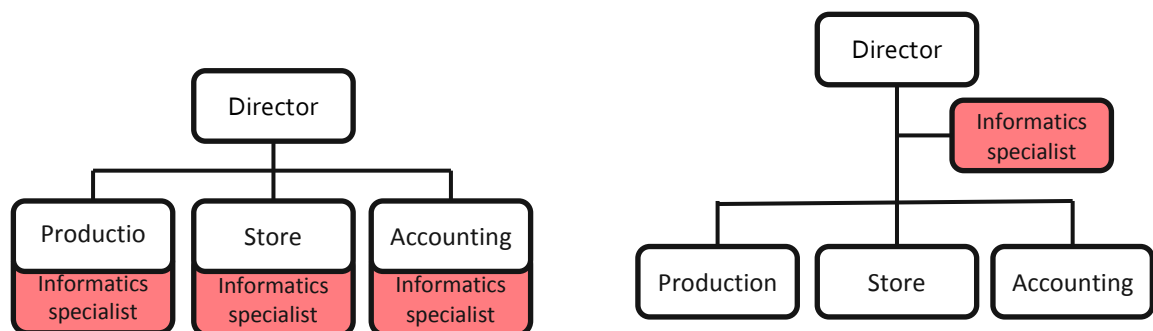 Director
Productio
Store
Accounting
Informatics
specialist
Informatics
specialist
Informatics
specialist
Director
Informatics
specialist
Production
Store
Accounting